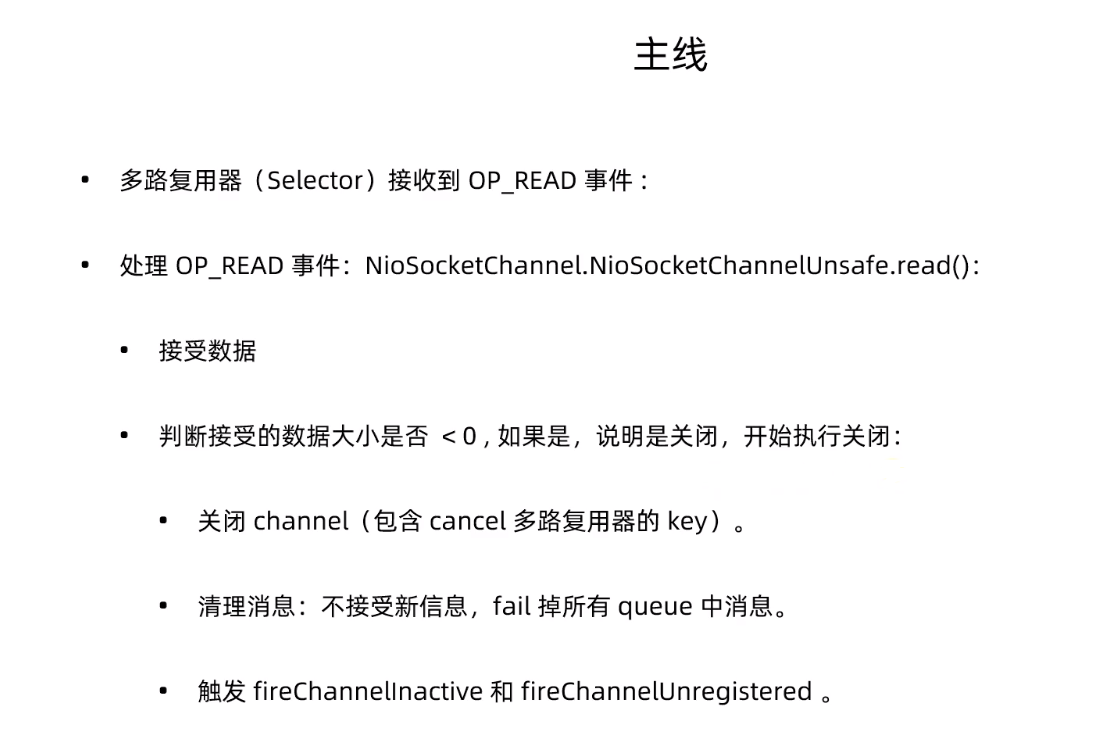 主线
• 多路复用器（Selector）接收到 OP_READ 事件：
• 处理 OP_READ 事件：NioSocketChannel.NioSocketChannelUnsafe.read()：
• 接受数据
• 判断接受的数据大小是否 < 0 , 如果是，说明是关闭，开始执行关闭：
• 关闭 channel（包含 cancel 多路复用器的 key）。
• 清理消息：不接受新信息，fail 掉所有 queue 中消息。
• 触发 fireChannelInactive 和 fireChannelUnregistered 。